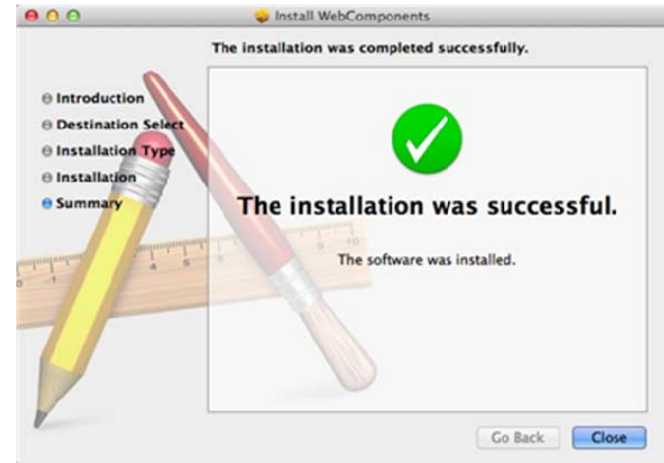 Install WebComponents
The installation was completed successfully.
Introduction
Destination Select
Installation Type
Installation
Summary
The installation was successful.
The software was installed.
Go Back
Close